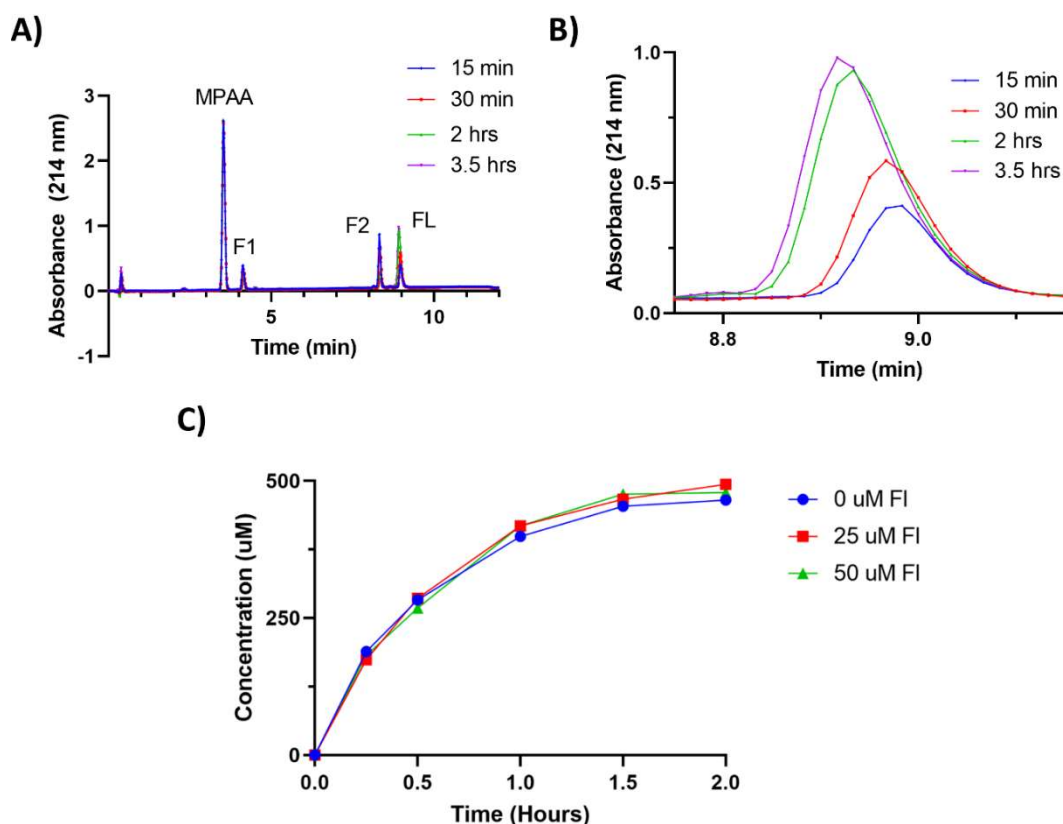 A)
Absorbance (214 nm)
3
2
1
0
-1
MPAA
F1
F2
FL
15 min
30 min
2 hrs
3.5 hrs
5
10
Time (min)
B)
Absorbance (214 nm)
1.0
0.5
0.0
15 min
30 min
2 hrs
3.5 hrs
8.8
9.0
Time (min)
C)
Concentration (uM)
500
250
0
0 uM Fl
25 uM Fl
50 uM Fl
0.0
0.5
1.0
1.5
2.0
Time (Hours)